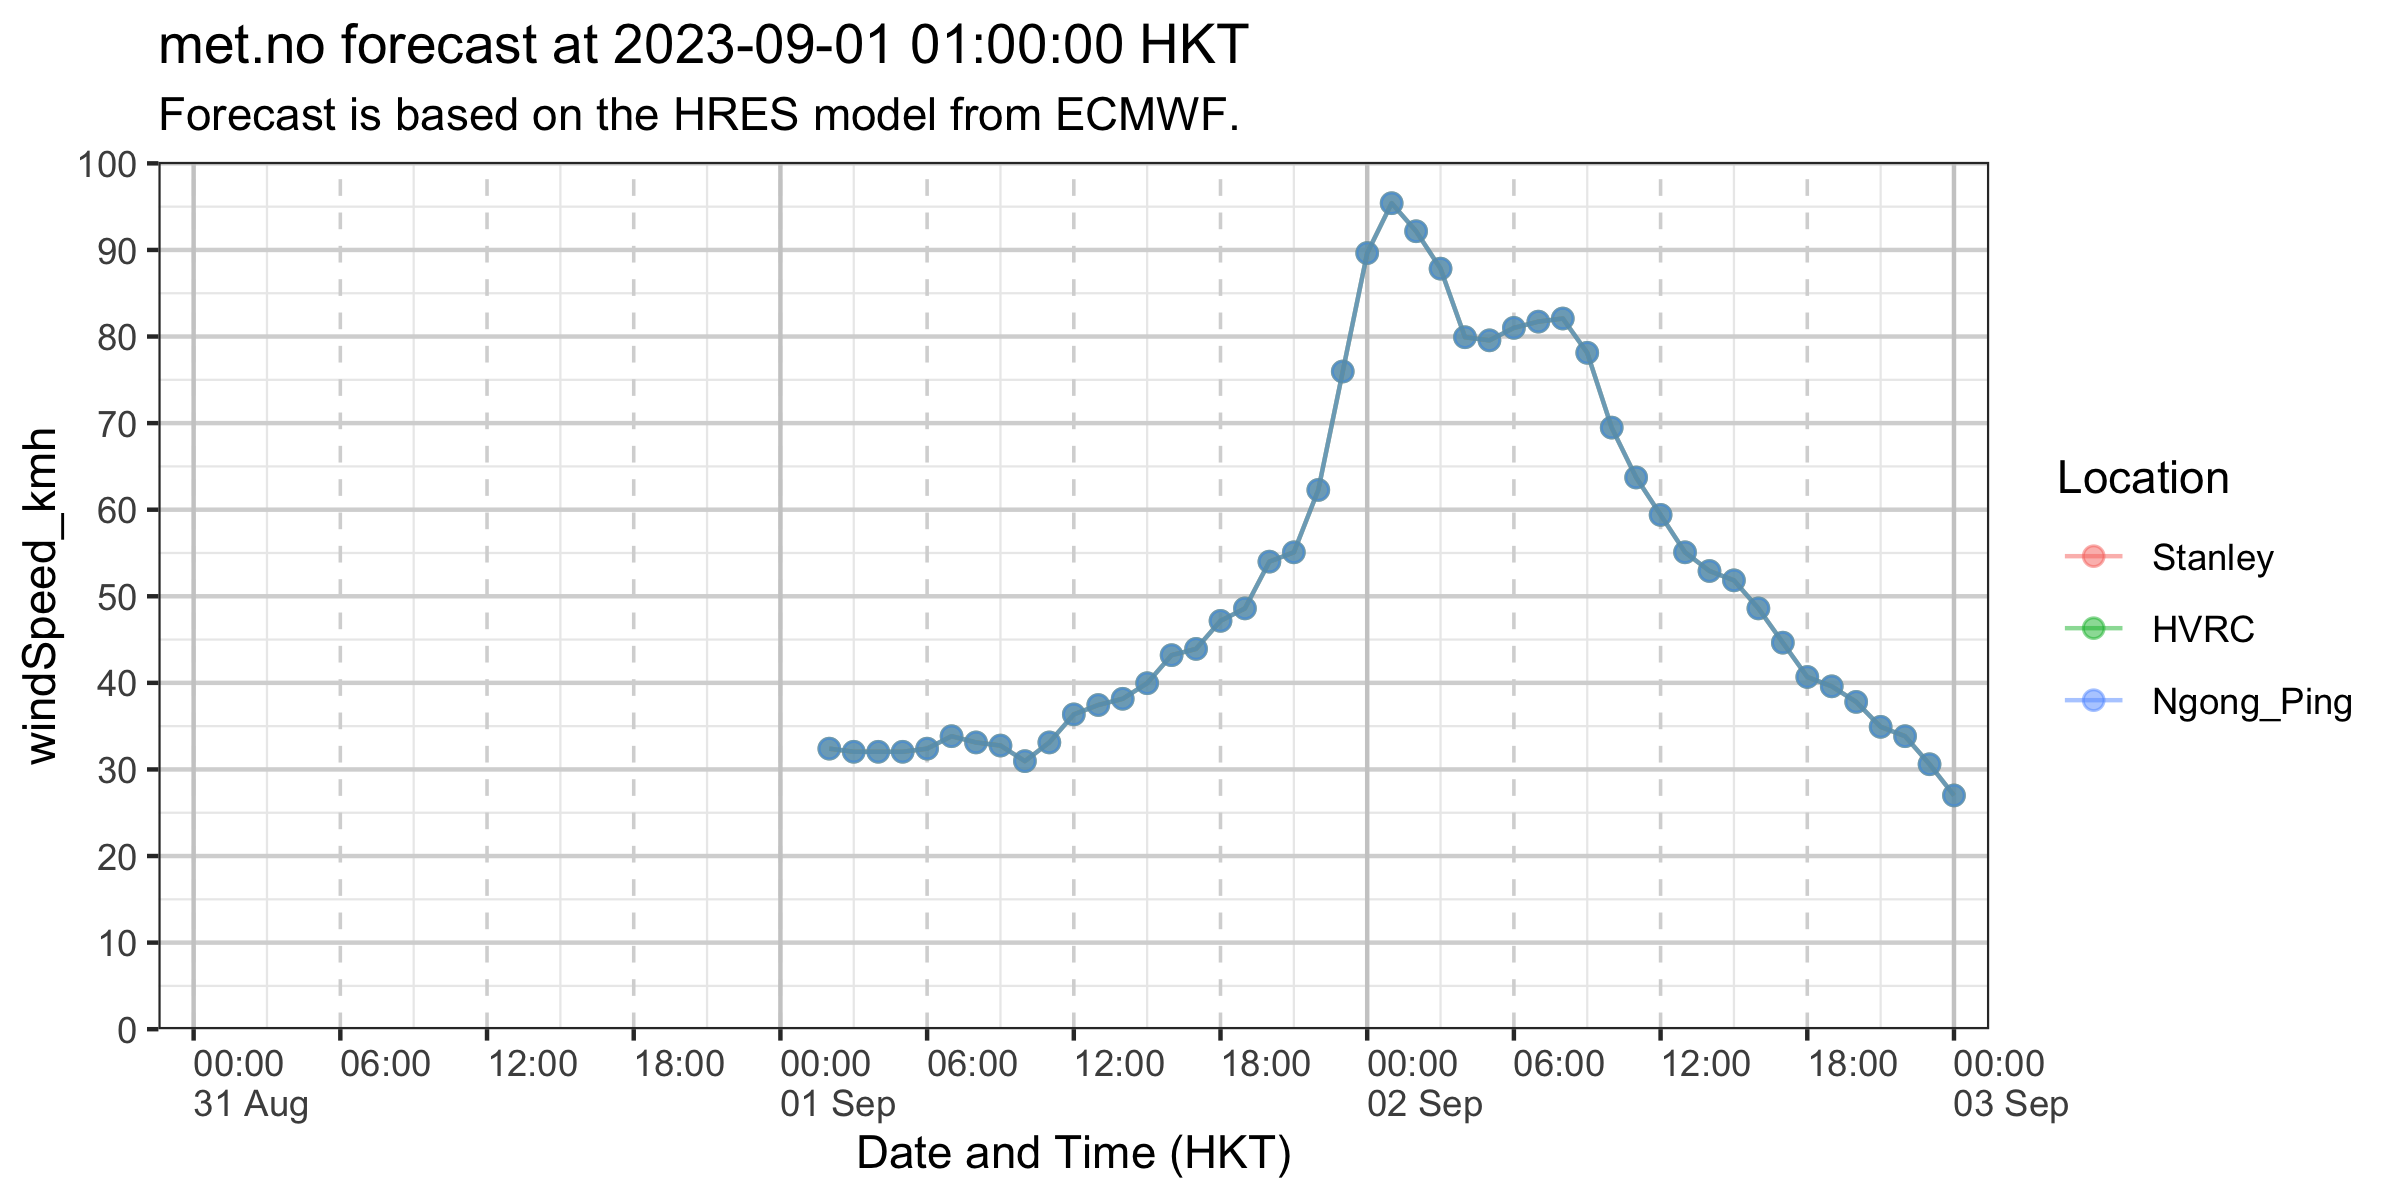 met.no forecast at 2023-09-01 01:00:00 HKT
Forecast is based on the HRES model from ECMWF.
100
90
80
70
60
50
40
30
20
10
0
windSpeed_kmh
00:00 06:00 12:00 18:00 00:00 06:00 12:00 18:00 00:00 06:00 12:00 18:00 00:00
31 Aug 01 Sep 02 Sep 03 Sep
Date and Time (HKT)
Location
Stanley
HVRC
Ngong_Ping